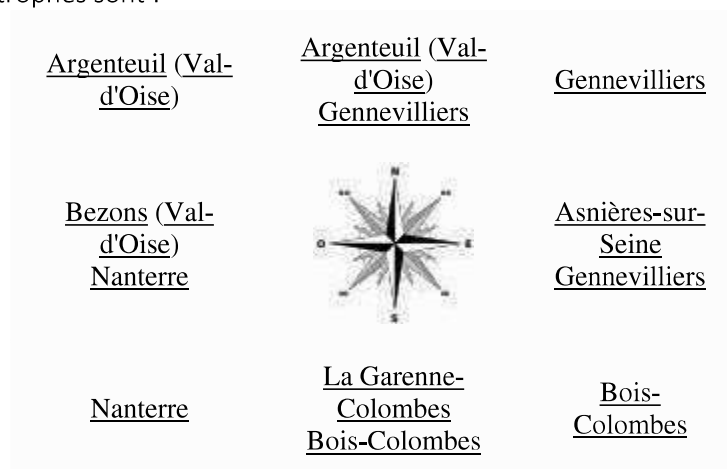 Argenteuil (Val-
d'Oise)
Argenteuil (Val-
d'Oise)
Gennevilliers
Gennevilliers
Bezons (Val-
d'Oise)
Nanterre
N
O
E
S
Asnières-sur-
Seine
Gennevilliers
Nanterre
La Garenne-
Colombes
Bois-Colombes
Bois-
Colombes